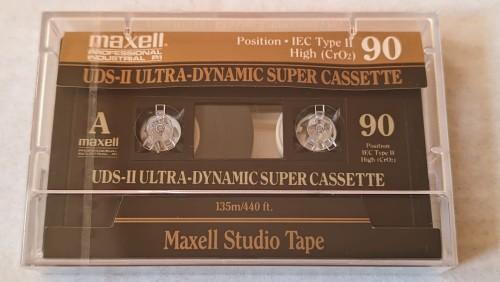 maxell
PROFESSIONAL
INDUSTRIAL P/I
Position • IEC Type II
High (CrO2)
90
UDS-II ULTRA-DYNAMIC SUPER CASSETTE
A
maxell
90
Position
IEC Type II
High (CrO2)
UDS-II ULTRA-DYNAMIC SUPER CASSETTE
135m/440 ft.
Maxell Studio Tape